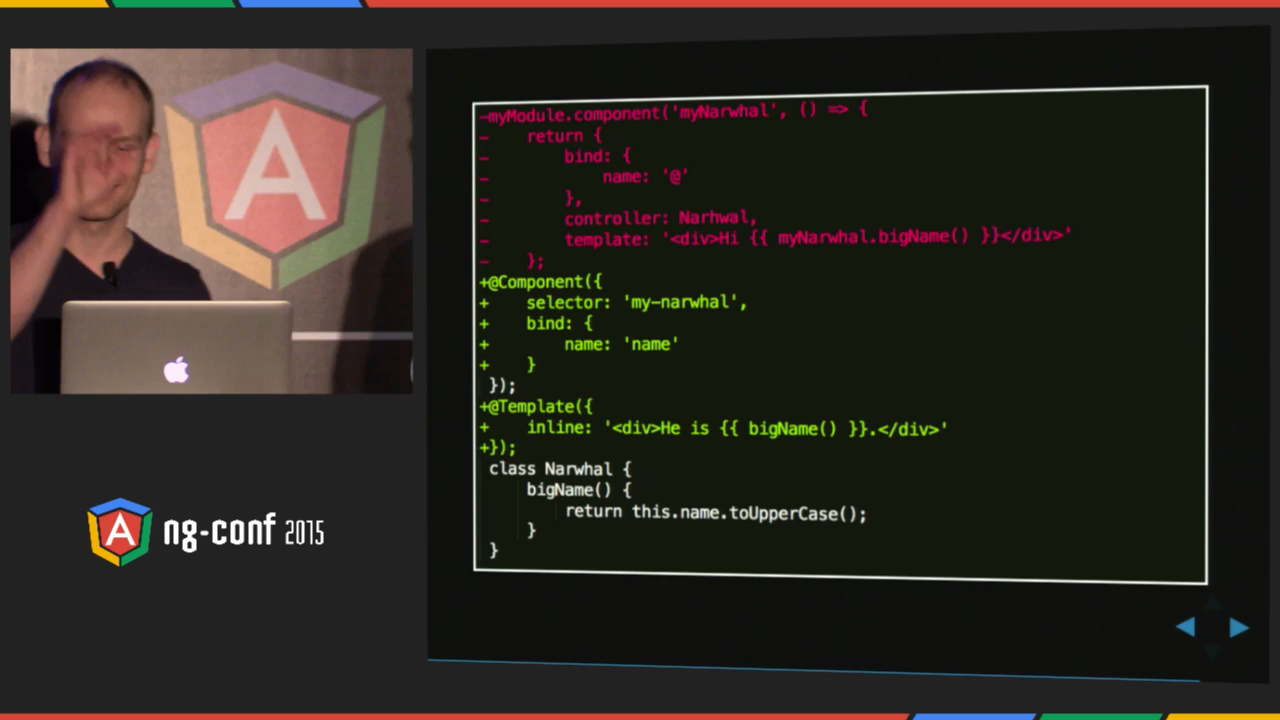 -myModule.component('myNarwhal', () => {
-    return {
-        bind: {
-            name: '@'
-        },
-        controller: Narhwal,
-        template: '<div>Hi {{ myNarwhal.bigName() }}</div>'
-    };
+@Component({
+    selector: 'my-narwhal',
+    bind: {
+        name: 'name'
+    }
 });
+@Template({
+    inline: '<div>He is {{ bigName() }}.</div>'
+});
 class Narwhal {
     bigName() {
         return this.name.toUpperCase();
     }
 }
A
A
ng-conf 2015